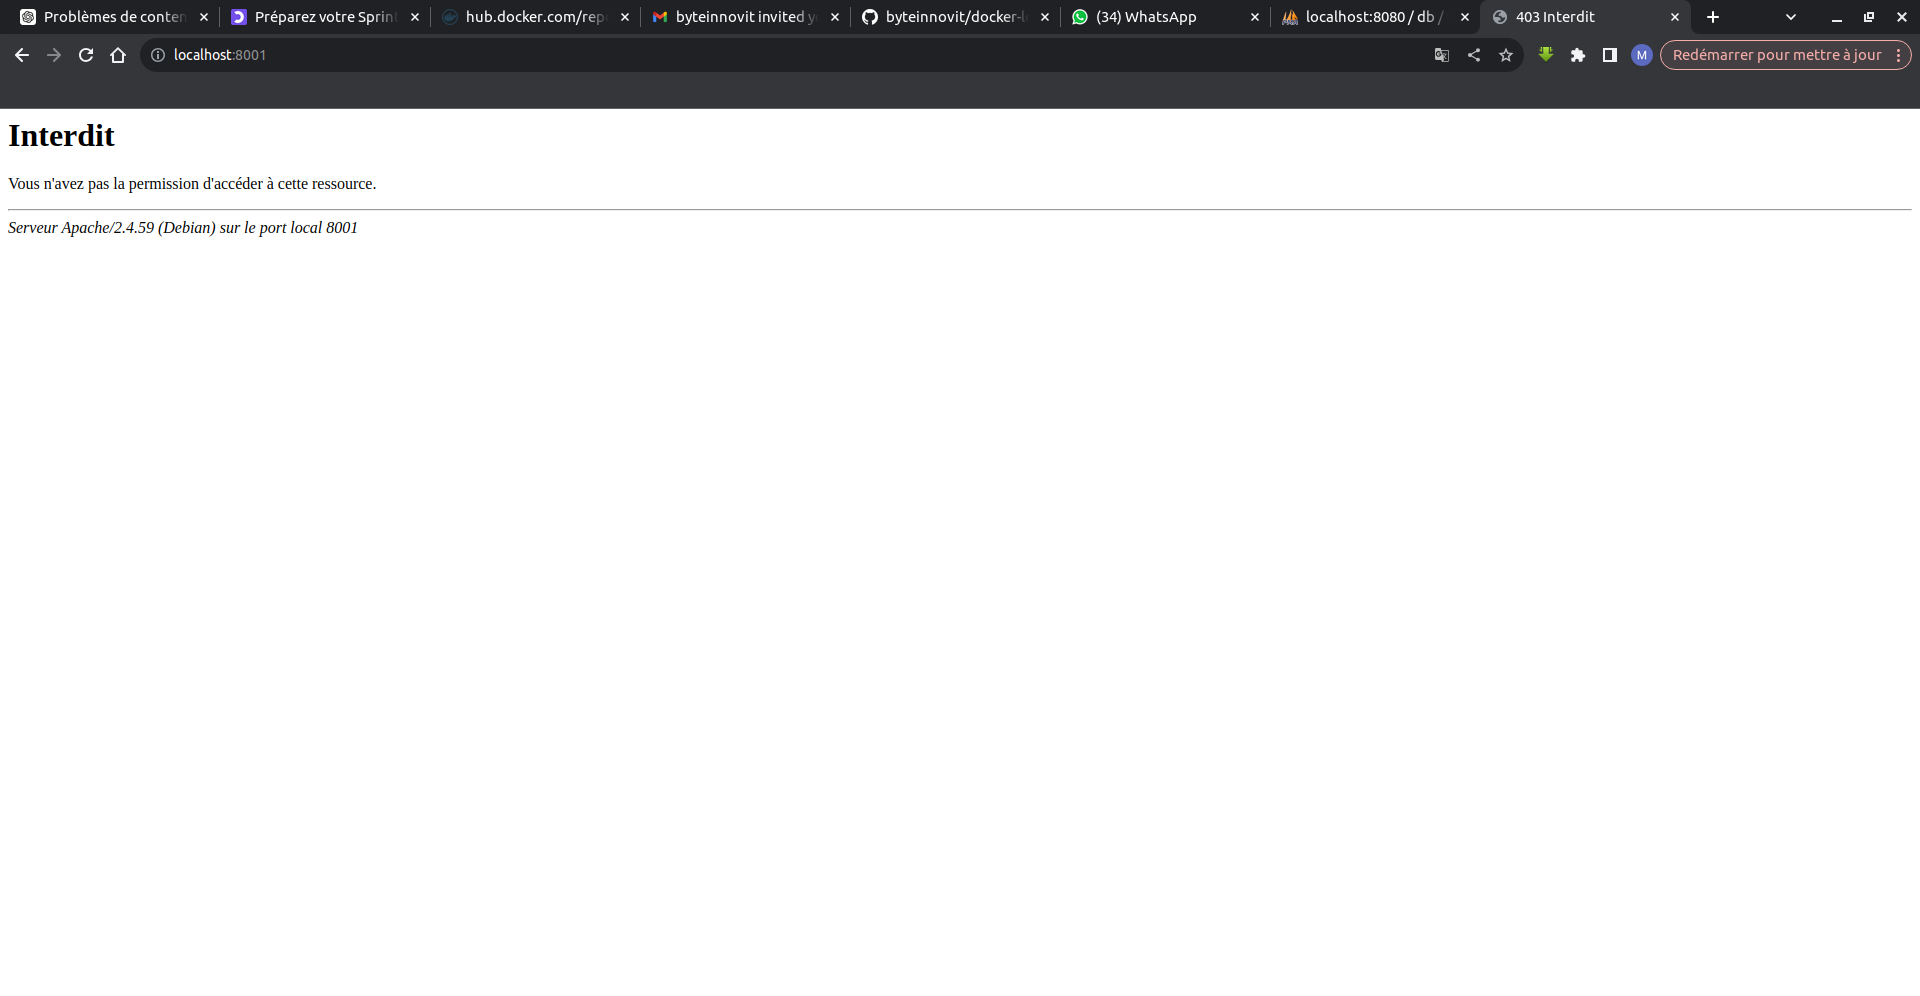 Problèmes de conten
Préparez votre Sprint
hub.docker.com/rep
byteinnovit invited y
byteinnovit/docker-l
(34) WhatsApp
localhost:8080 / db /
403 Interdit
localhost:8001
M
Redémarrer pour mettre à jour
Interdit
Vous n'avez pas la permission d'accéder à cette ressource.
Serveur Apache/2.4.59 (Debian) sur le port local 8001